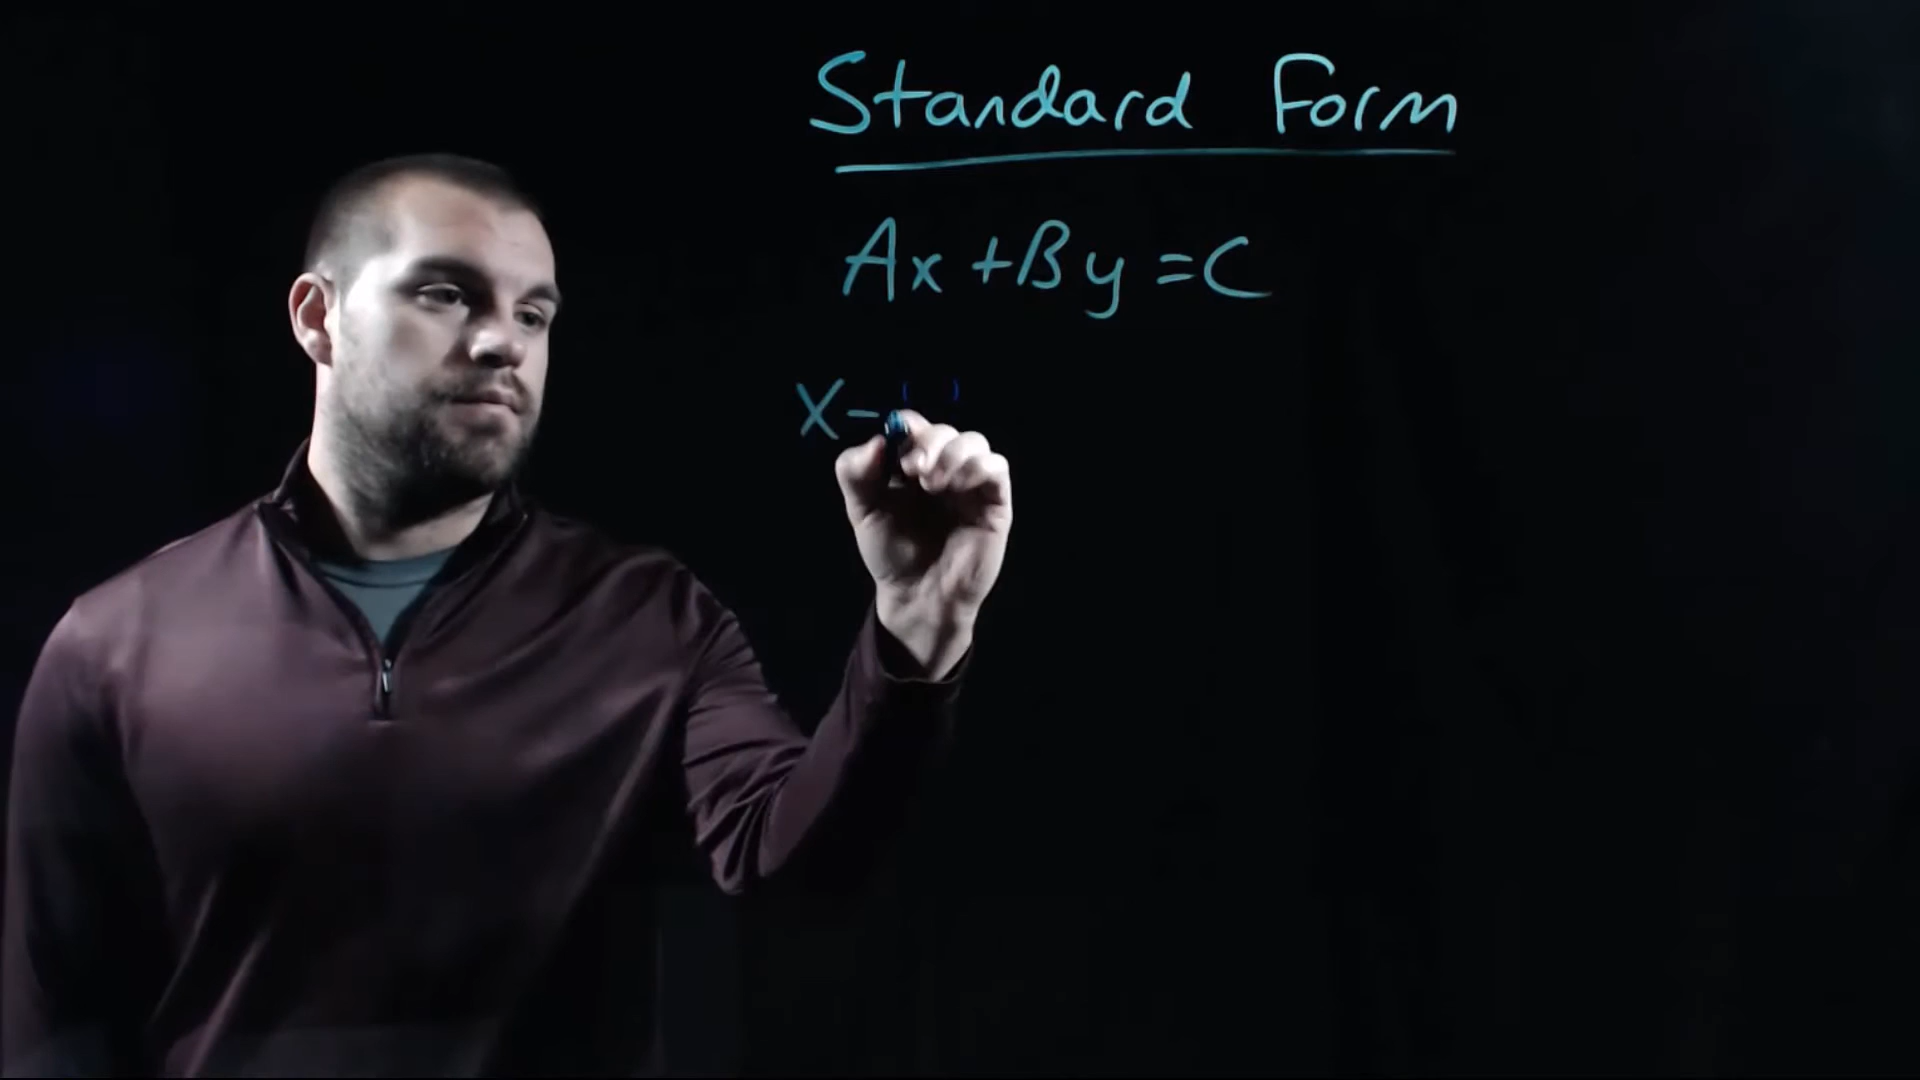 Standard Form
Ax + By = C
X -